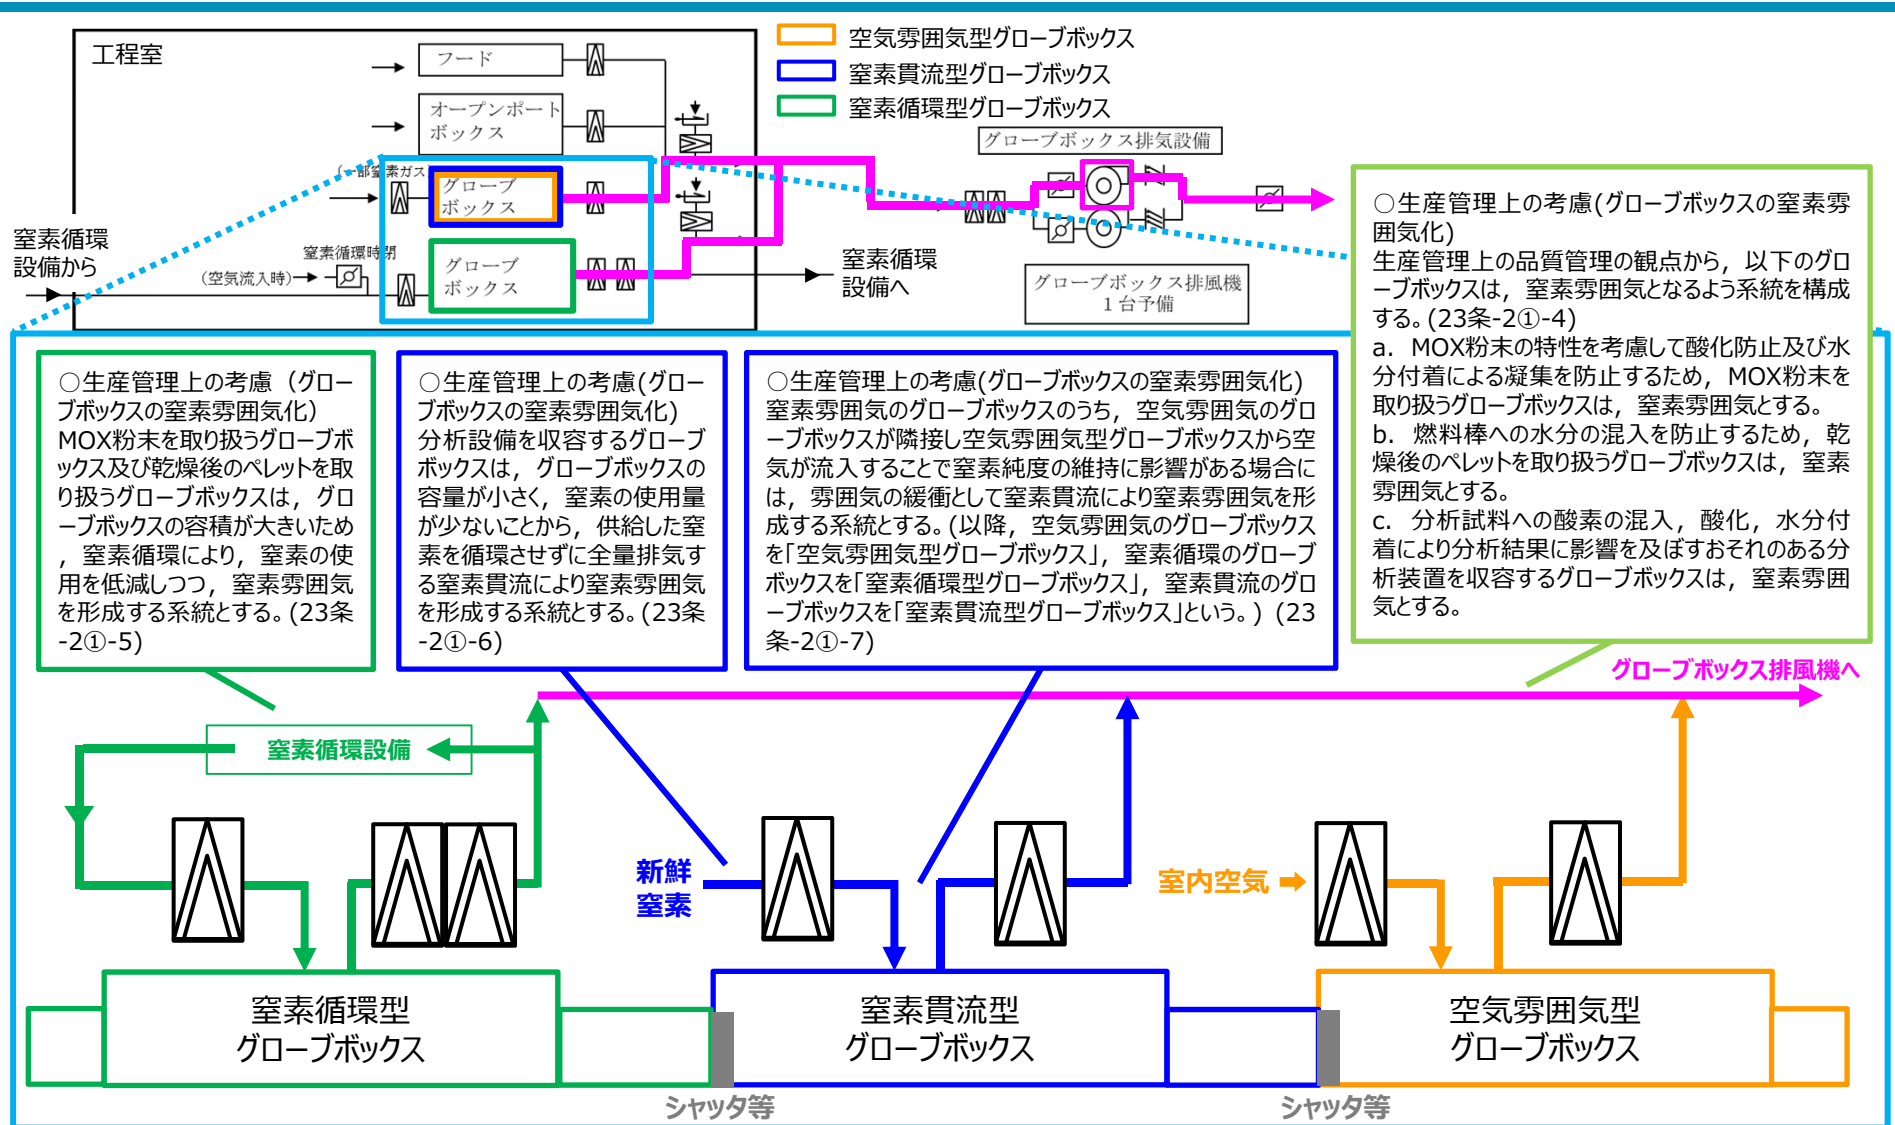 工程室
フード
オープンポート
ボックス
(一部窒素ガス
グローブ
ボックス
窒素循環時閉
(空気流入時)
グローブ
ボックス
窒素循環
設備から
窒素循環
設備へ
空気雰囲気型グローブボックス
窒素貫流型グローブボックス
窒素循環型グローブボックス
グローブボックス排気設備
グローブボックス排風機
1台予備
○生産管理上の考慮(グローブボックスの窒素雰
囲気化)
生産管理上の品質管理の観点から，以下のグロ
ーブボックスは，窒素雰囲気となるよう系統を構成
する。(23条-2①-4)
a. MOX粉末の特性を考慮して酸化防止及び水
分付着による凝集を防止するため，MOX粉末を
取り扱うグローブボックスは，窒素雰囲気とする。
b. 燃料棒への水分の混入を防止するため，乾
燥後のペレットを取り扱うグローブボックスは，窒素
雰囲気とする。
c. 分析試料への酸素の混入，酸化，水分付
着により分析結果に影響を及ぼすおそれのある分
析装置を収容するグローブボックスは，窒素雰囲
気とする。
○生産管理上の考慮（グロー
ブボックスの窒素雰囲気化）
MOX粉末を取り扱うグローブボ
ックス及び乾燥後のペレットを取
り扱うグローブボックスは，グロ
ーブボックスの容積が大きいため
，窒素循環により，窒素の使
用を低減しつつ，窒素雰囲気
を形成する系統とする。(23条
-2①-5)
○生産管理上の考慮(グロー
ブボックスの窒素雰囲気化)
分析設備を収容するグローブ
ボックスは，グローブボックスの
容量が小さく，窒素の使用量
が少ないことから，供給した窒
素を循環させずに全量排気す
る窒素貫流により窒素雰囲気
を形成する系統とする。(23条
-2①-6)
○生産管理上の考慮(グローブボックスの窒素雰囲気化)
窒素雰囲気のグローブボックスのうち，空気雰囲気のグロ
ーブボックスが隣接し空気雰囲気型グローブボックスから空
気が流入することで窒素純度の維持に影響がある場合に
は，雰囲気の緩衝として窒素貫流により窒素雰囲気を形
成する系統とする。(以降，空気雰囲気のグローブボックス
を「空気雰囲気型グローブボックス」，窒素循環のグローブ
ボックスを「窒素循環型グローブボックス」，窒素貫流のグロ
ーブボックスを「窒素貫流型グローブボックス」という。) (23
条-2①-7)
グローブボックス排風機へ
窒素循環設備
新鮮
窒素
室内空気
窒素循環型
グローブボックス
窒素貫流型
グローブボックス
空気雰囲気型
グローブボックス
シャッタ等
シャッタ等